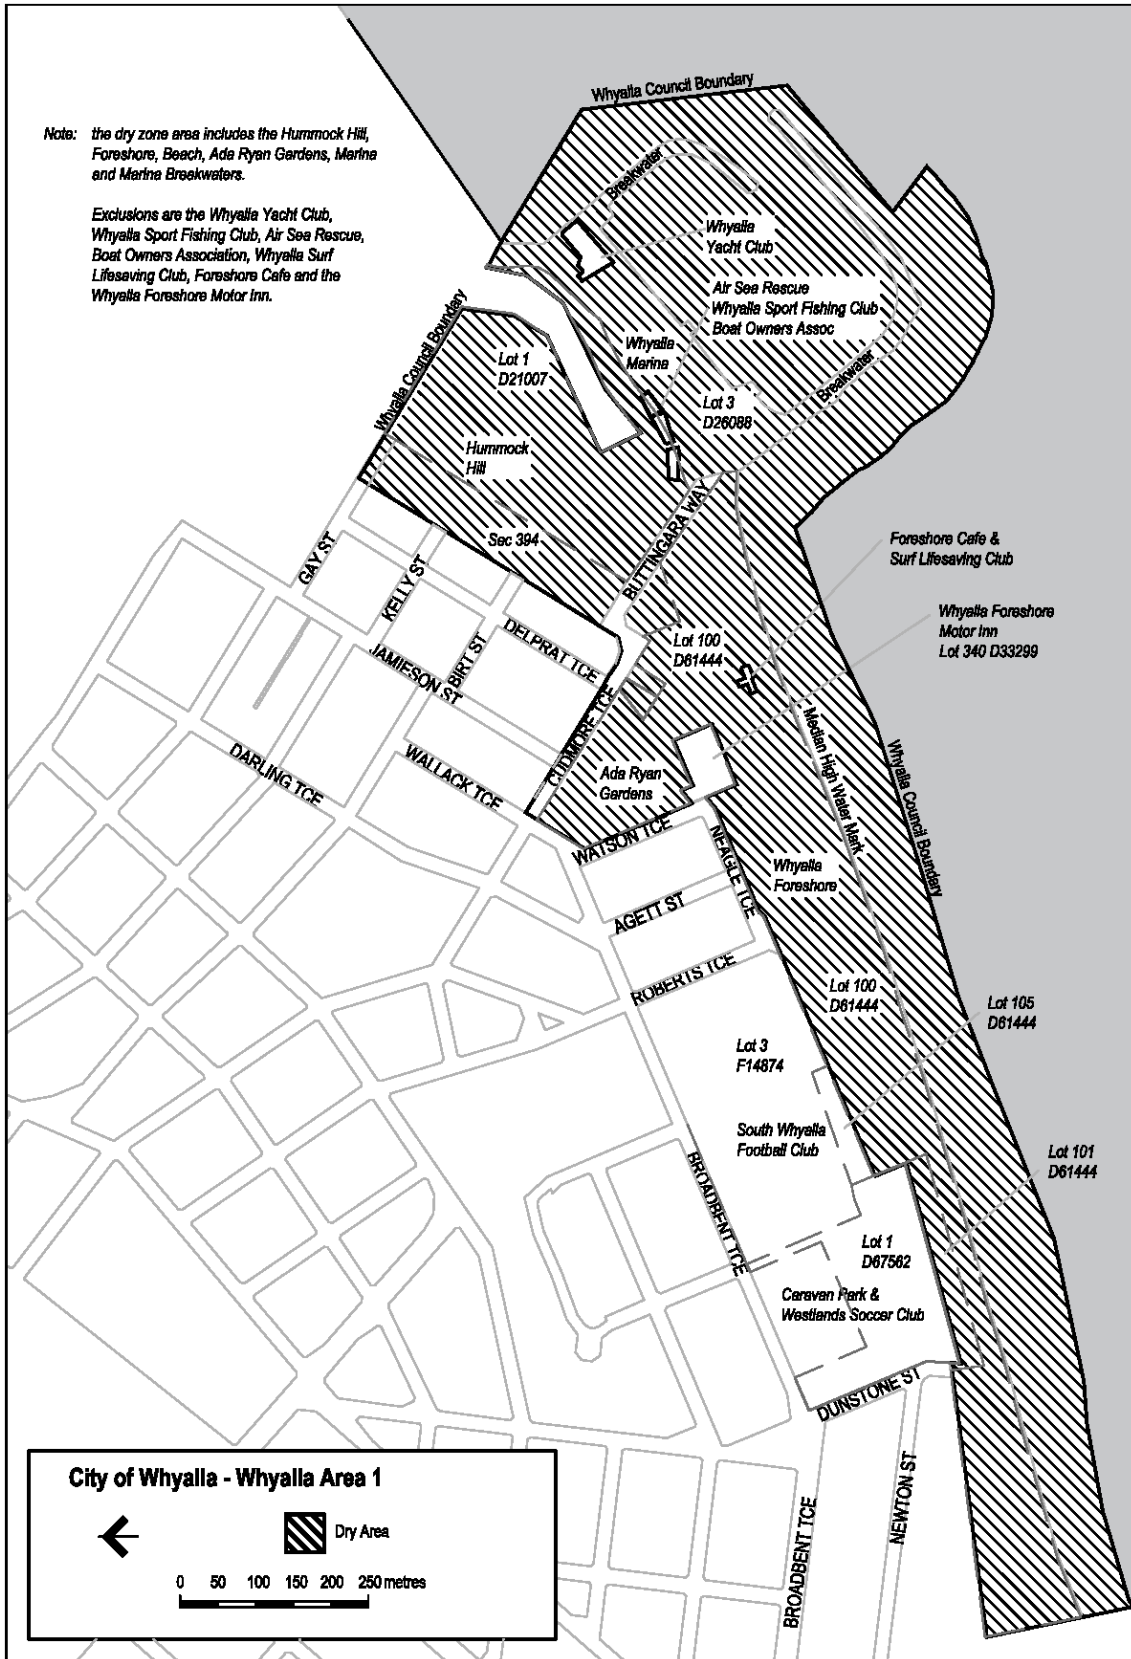 Whyalla Council Boundary
Note: the dry zone area includes the Hummock Hill,
Foreshore, Beach, Ada Ryan Gardens, Marina
and Marina Breakwaters.
Exclusions are the Whyalla Yacht Club,
Whyalla Sport Fishing Club, Air Sea Rescue,
Boat Owners Association, Whyalla Surf
Lifesaving Club, Foreshore Cafe and the
Whyalla Foreshore Motor Inn.
Breakwater
Whyalla
Yacht Club
Air Sea Rescue
Whyalla Sport Fishing Club
Boat Owners Assoc
Whyalla Council Boundary
Whyalla
Marina
Lot 1
D21007
Breakwater
Lot 3
D26088
Hummock
Hill
BUTTINGARA WAY
Sec 394
Foreshore Cafe &
Surf Lifesaving Club
GAY ST
KELLY ST
BIRT ST
DELPRAT TCE
JAMIESON ST
Lot 100
D61444
Whyalla Foreshore
Motor Inn
Lot 340 D33299
CUDMORE TCE
DARLING TCE
WALLACK TCE
Ada Ryan
Gardens
Median High Water Mark
Whyalla Council Boundary
WATSON TCE
NEAGLE TCE
Whyalla
Foreshore
AGETT ST
ROBERTS TCE
Lot 100
D61444
Lot 105
D61444
Lot 3
F14874
South Whyalla
Football Club
Lot 101
D61444
BROADBENT TCE
Lot 1
D67562
Caravan Park &
Westlands Soccer Club
DUNSTONE ST
NEWTON ST
BROADBENT TCE
City of Whyalla - Whyalla Area 1
Dry Area
0 50 100 150 200 250 metres